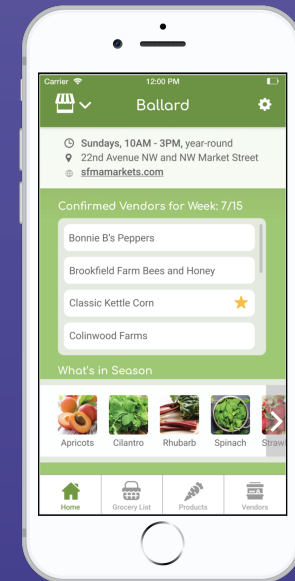 Carrier 12:00 PM
Ballard
Sundays, 10AM - 3PM, year-round
22nd Avenue NW and NW Market Street
sfmamarkets.com
Confirmed Vendors for Week: 7/15
Bonnie B's Peppers
Brookfield Farm Bees and Honey
Classic Kettle Corn
Colinwood Farms
What's in Season
Apricots Cilantro Rhubarb Spinach Straw
Home Grocery List Products Vendors